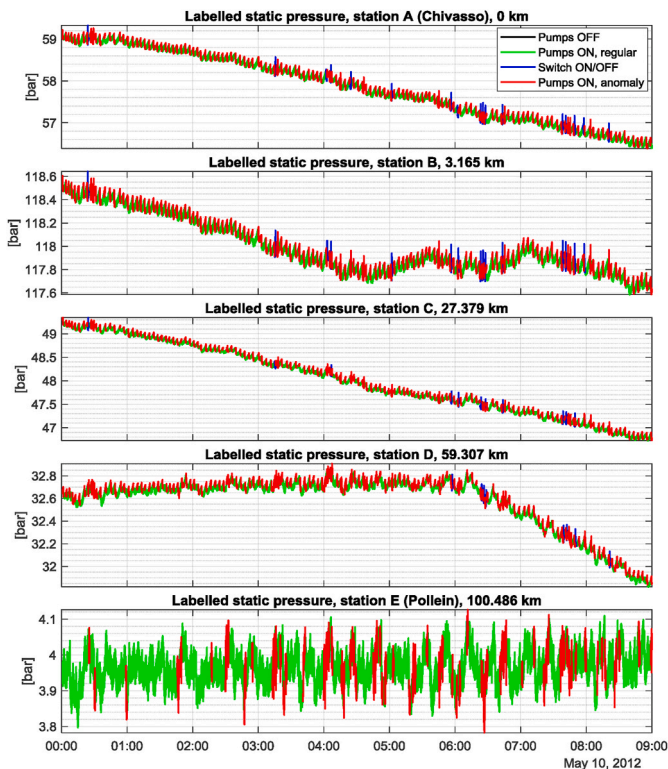 Labelled static pressure, station A (Chivasso), 0 km
59
58
57
[bar]
Pumps OFF
Pumps ON, regular
Switch ON/OFF
Pumps ON, anomaly
Labelled static pressure, station B, 3.165 km
118.6
118.4
118.2
118
117.8
117.6
[bar]
Labelled static pressure, station C, 27.379 km
49
48.5
48
47.5
47
[bar]
Labelled static pressure, station D, 59.307 km
32.8
32.6
32.4
32.2
32
[bar]
Labelled static pressure, station E (Pollein), 100.486 km
4.1
4
3.9
3.8
[bar]
00:00 01:00 02:00 03:00 04:00 05:00 06:00 07:00 08:00 09:00
May 10, 2012